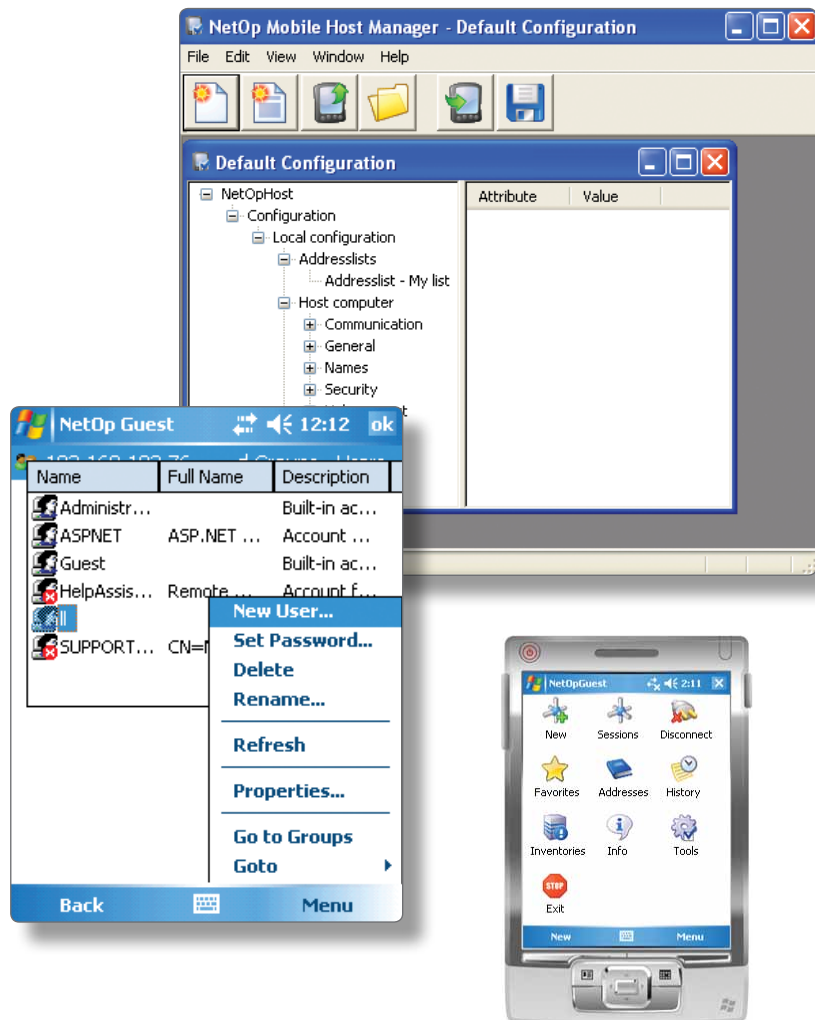 NetOp Mobile Host Manager - Default Configuration
File Edit View Window Help
Default Configuration
NetOpHost
Configuration
Local configuration
Addresslists
Addresslist - My list
Host computer
Communication
General
Names
Security
Attribute Value
NetOp Guest 12:12 ok
Name Full Name Description
Administr... Built-in ac...
ASPNET ASP.NET ... Account ...
Guest Built-in ac...
HelpAssis... Remote ... Account f...
SUPPORT...
New User...
Set Password...
Delete
Rename...
Refresh
Properties...
Go to Groups
Goto
Back Menu
NetOpGuest 2:11
New Sessions Disconnect
Favorites Addresses History
Inventories Info Tools
STOP
Exit
New Menu